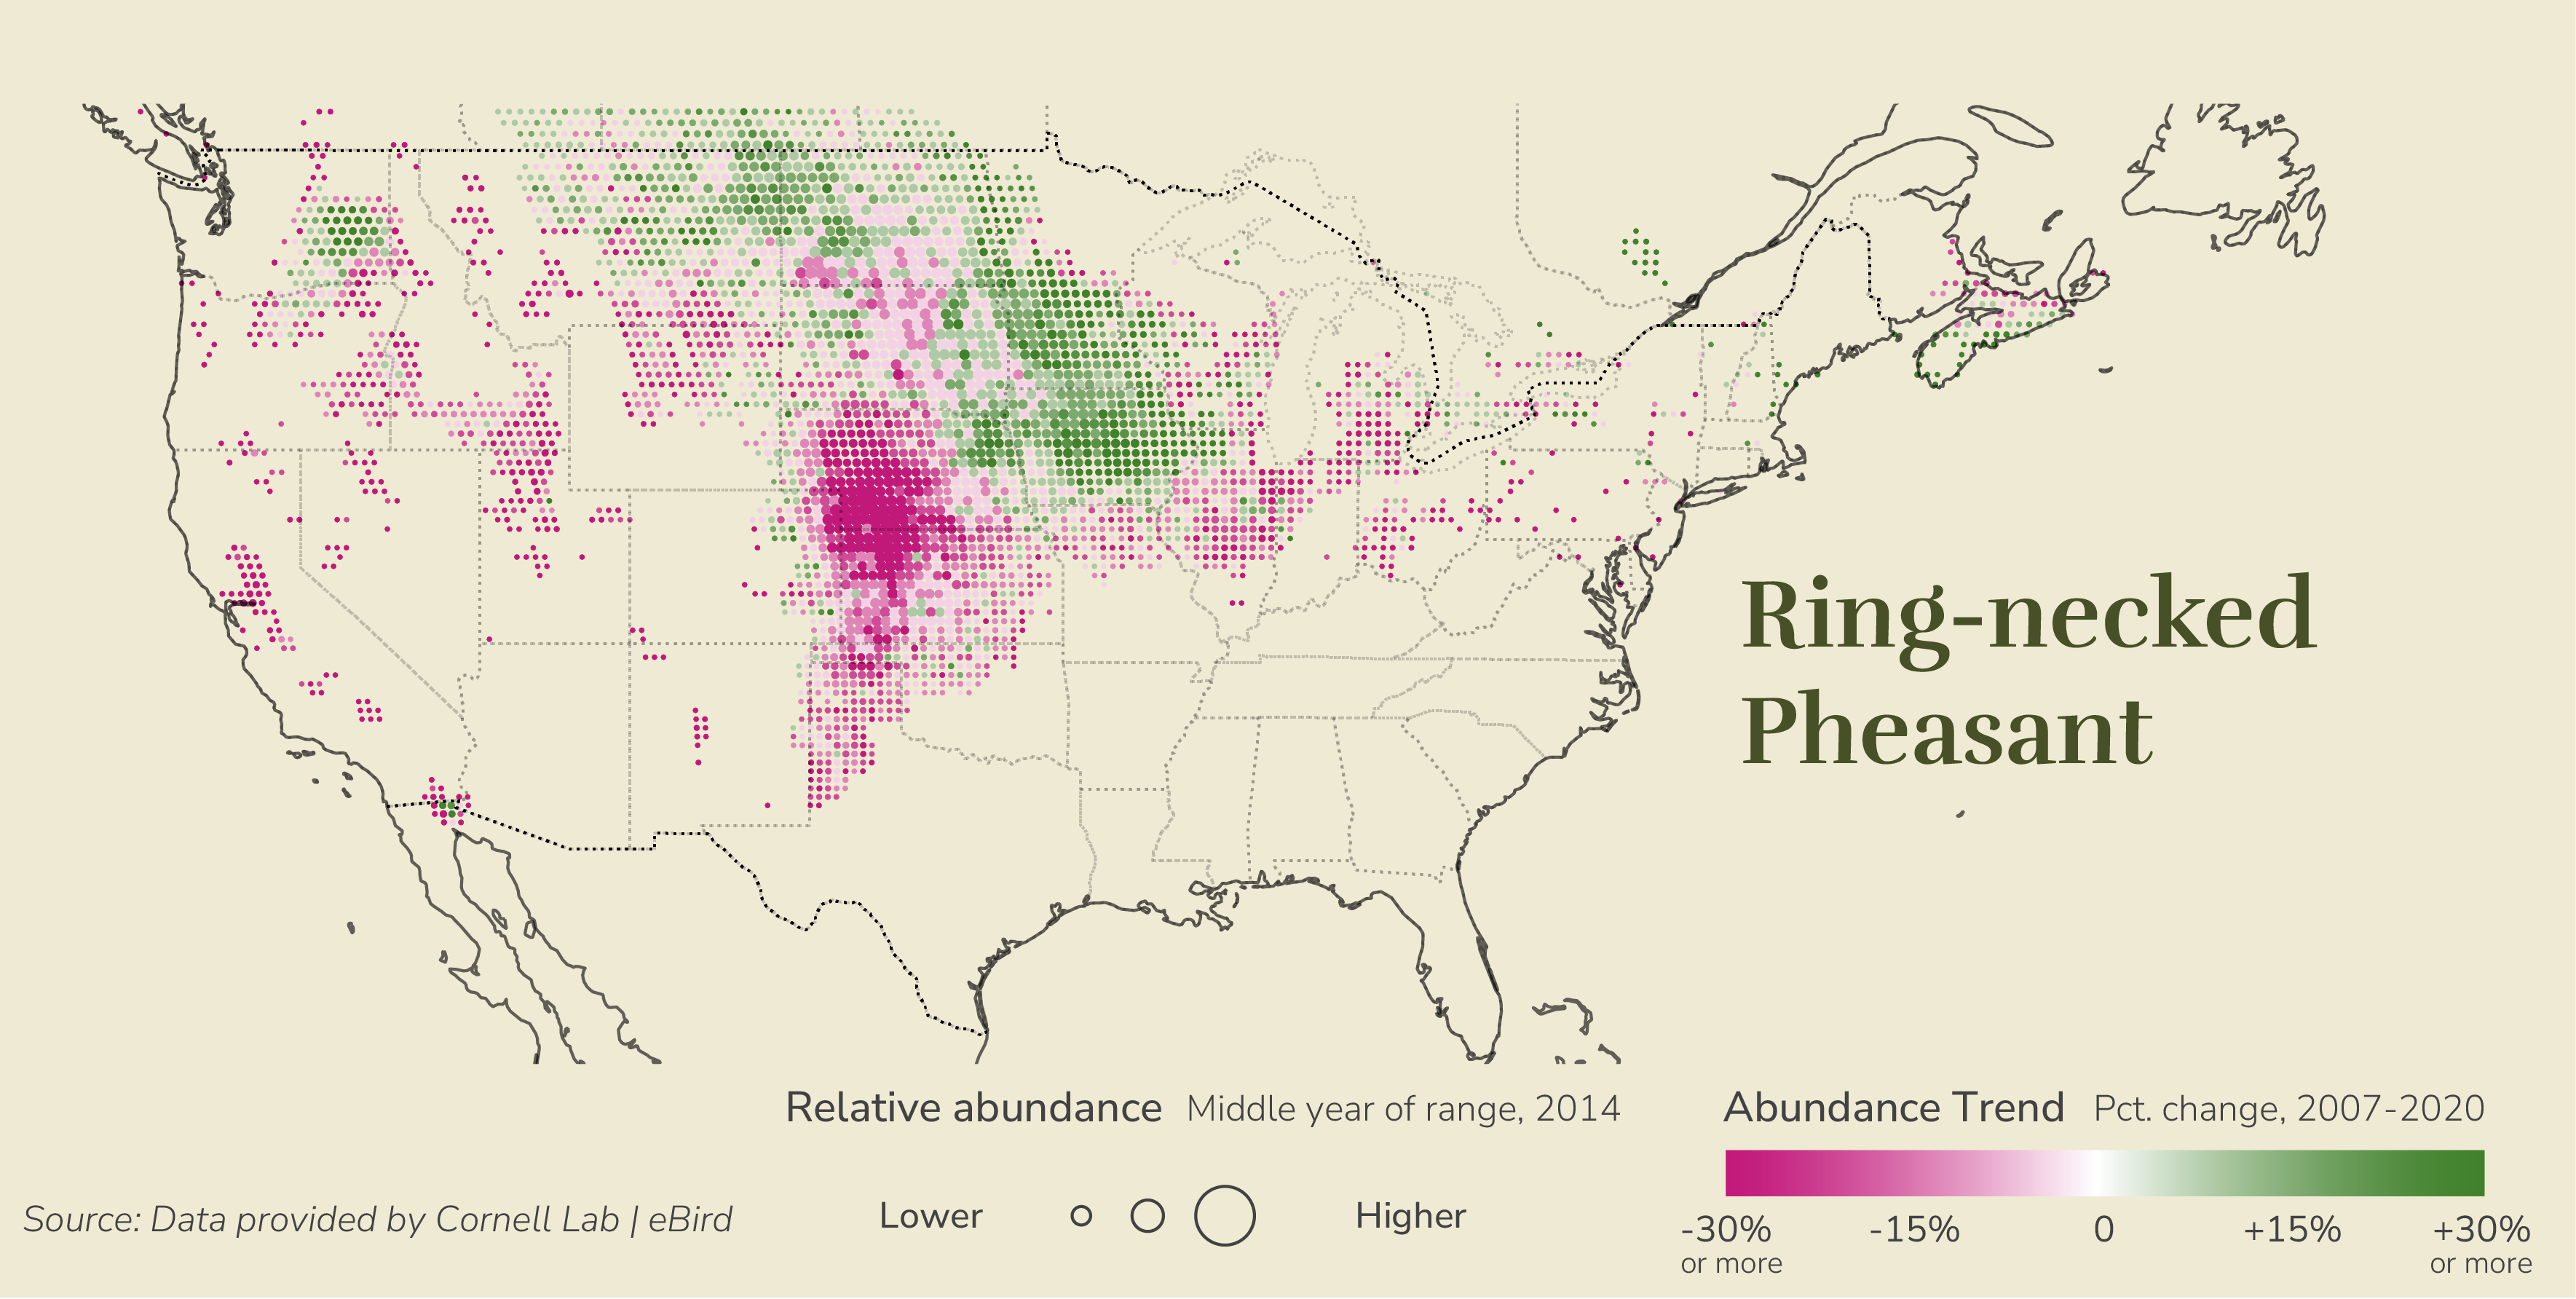 Ring-necked
Pheasant
Relative abundance Middle year of range, 2014
Lower Higher
Abundance Trend Pct. change, 2007-2020
-30% -15% 0 +15% +30%
or more or more
Source: Data provided by Cornell Lab | eBird